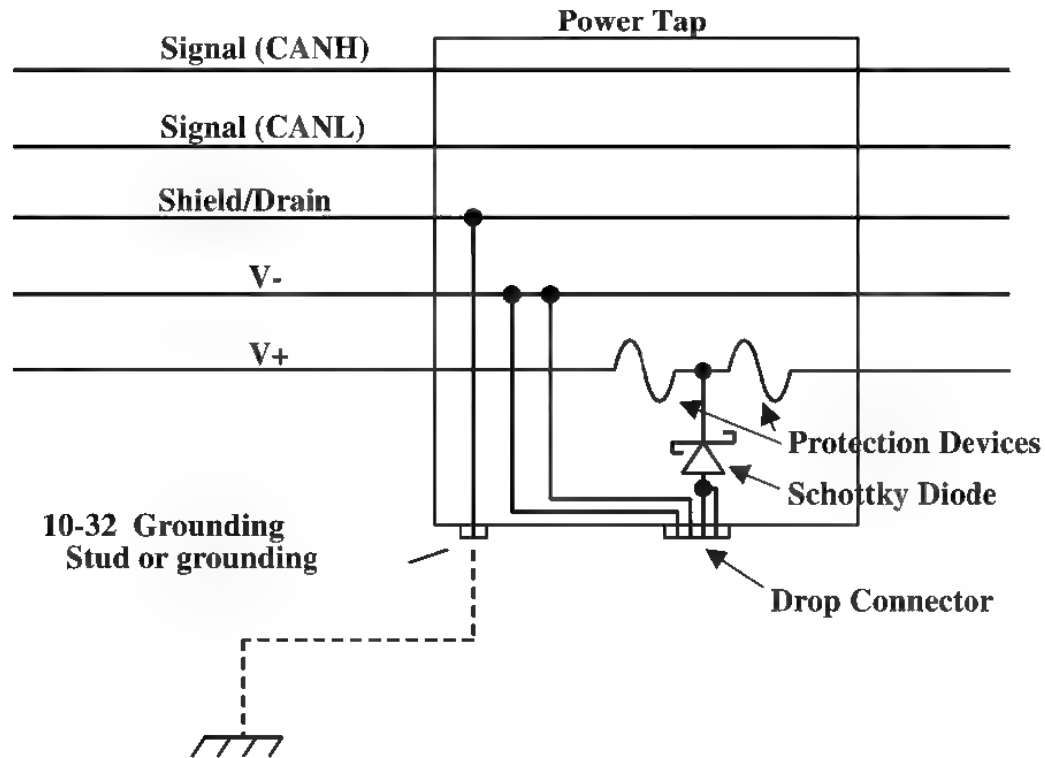 Power Tap
Signal (CANH)
Signal (CANL)
Shield/Drain
V-
V+
Protection Devices
Schottky Diode
10-32 Grounding
Stud or grounding
Drop Connector